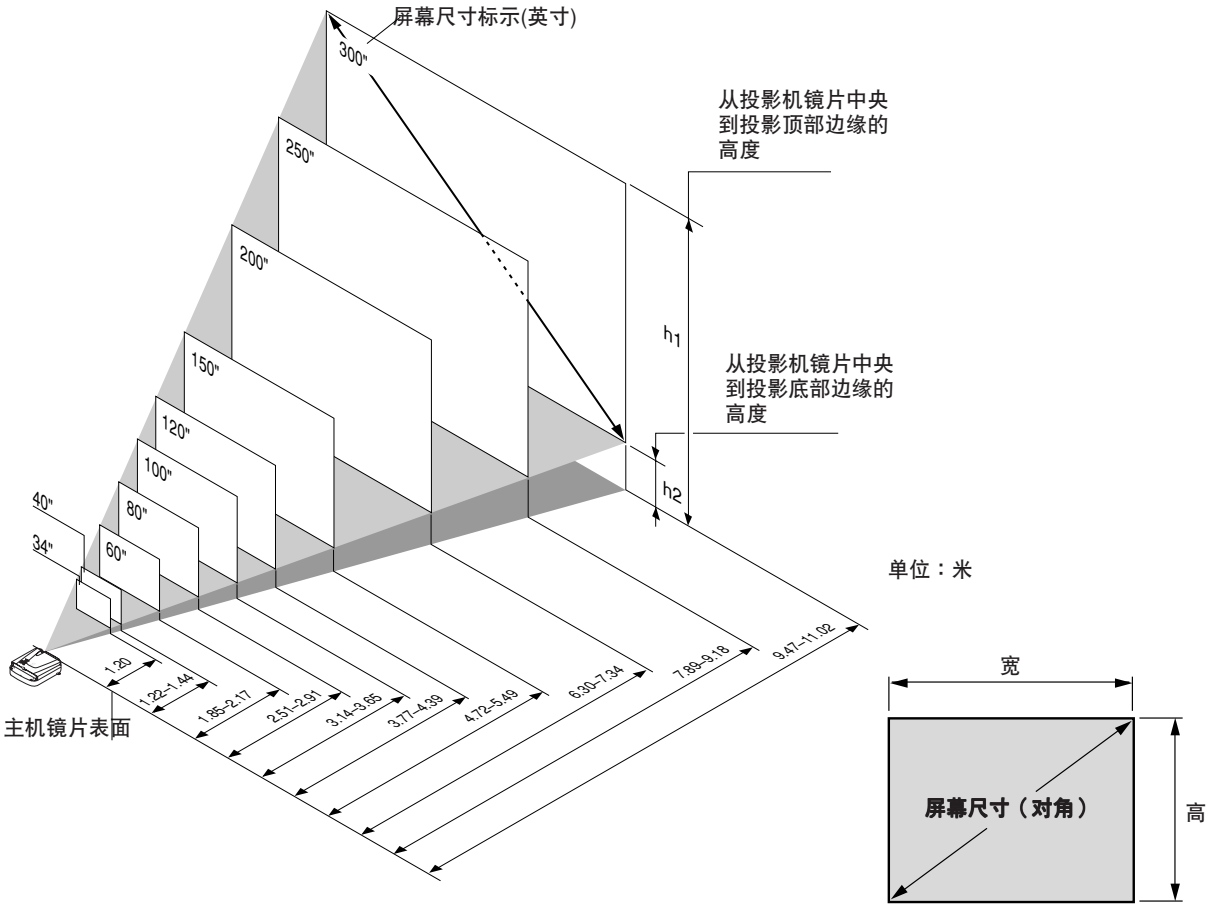 屏幕尺寸标示(英寸)
300"
从投影机镜片中央
到投影顶部边缘的
高度
250"
200"
h1
150"
从投影机镜片中央
到投影底部边缘的
高度
120"
100"
h2
40"
80"
34"
60"
单位：米
1.20
1.22–1.44
1.85–2.17
2.51–2.91
3.14–3.65
3.77–4.39
4.72–5.49
6.30–7.34
7.89–9.18
9.47–11.02
主机镜片表面
宽
屏幕尺寸（对角）
高